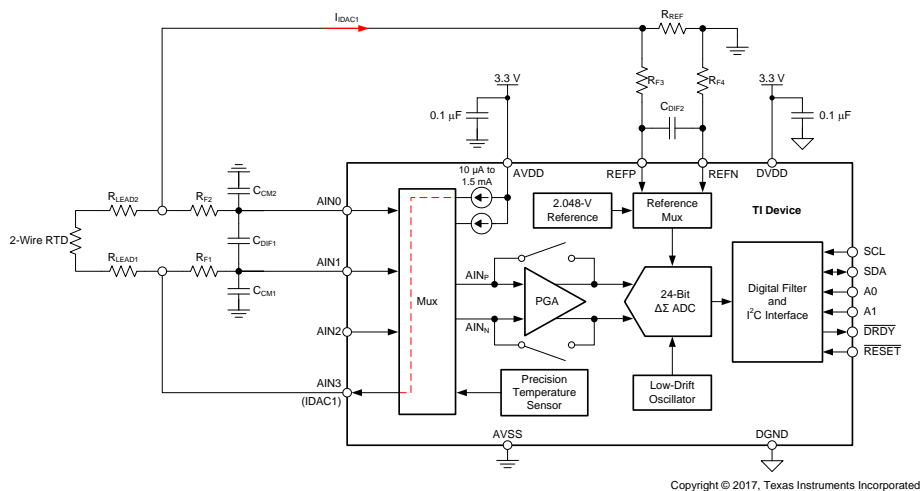 IIDAC1
RREF
3.3 V
RF3
RF4
3.3 V
0.1 μF
CDIF2
0.1 μF
10 μA to
1.5 mA
AVDD
REFP
REFN
DVDD
CCM2
RLEAD2
RF2
AIN0
2.048-V
Reference
Reference
Mux
TI Device
2-Wire RTD
CDIF1
SCL
RLEAD1
RF1
AIN1
SDA
CCM1
Mux
AINP
PGA
24-Bit
ΔΣ ADC
Digital Filter
and
I2C Interface
A0
A1
AINN
AIN2
DRDY
RESET
AIN3
(IDAC1)
Precision
Temperature
Sensor
Low-Drift
Oscillator
AVSS
DGND
Copyright © 2017, Texas Instruments Incorporated